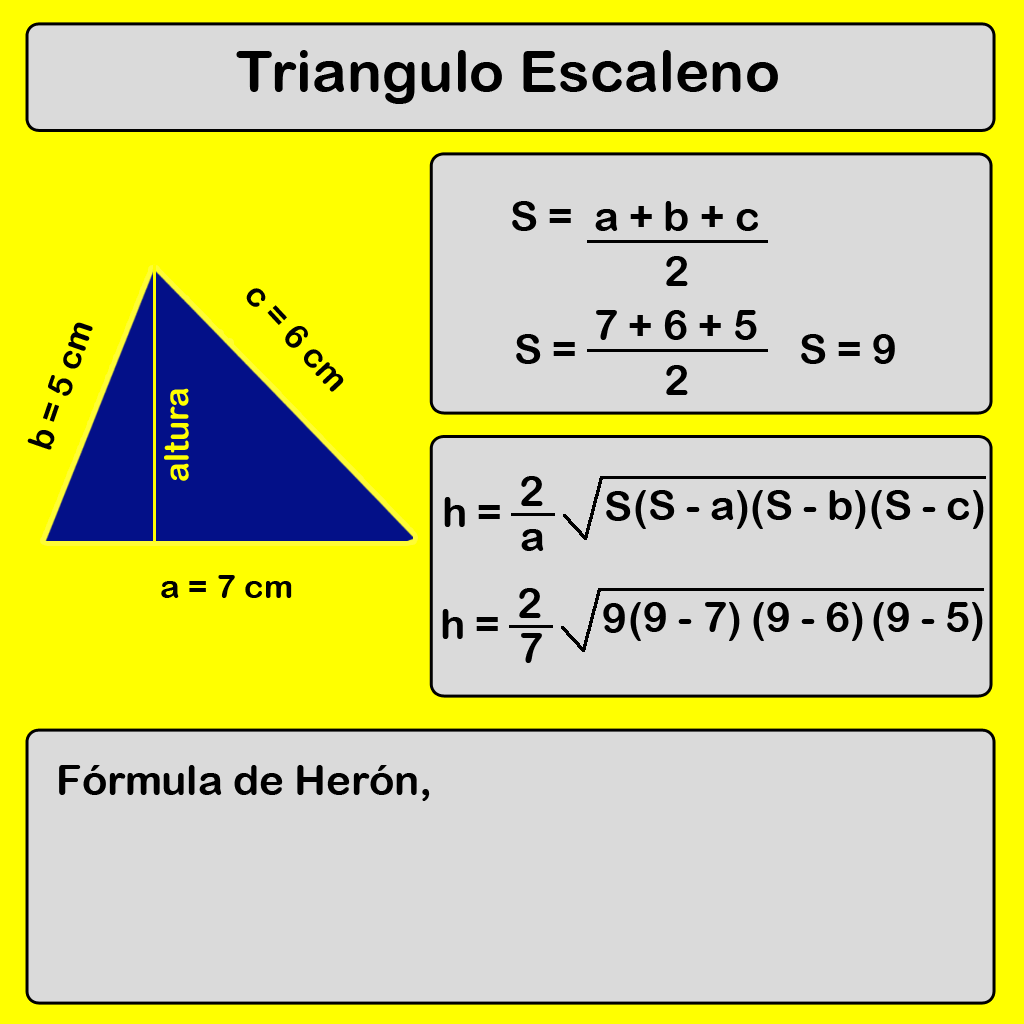 Triangulo Escaleno
b = 5 cm
c = 6 cm
altura
a = 7 cm
S = a + b + c
2
S = 7 + 6 + 5 S = 9
2
h = 2 √S(S - a)(S - b)(S - c)
a
h = 2 √9(9 - 7) (9 - 6) (9 - 5)
7
Fórmula de Herón,